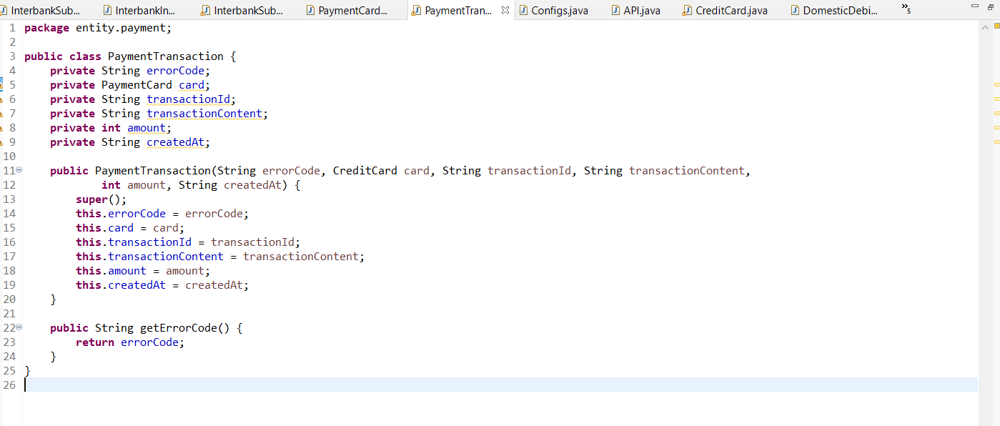 InterbankSub... InterbankIn... InterbankSub... PaymentCard... PaymentTran... Configs.java API.java CreditCard.java DomesticDebi... »5
1 package entity.payment;
2
3 public class PaymentTransaction {
4     private String errorCode;
5     private PaymentCard card;
6     private String transactionId;
7     private String transactionContent;
8     private int amount;
9     private String createdAt;
10
11     public PaymentTransaction(String errorCode, CreditCard card, String transactionId, String transactionContent,
12             int amount, String createdAt) {
13         super();
14         this.errorCode = errorCode;
15         this.card = card;
16         this.transactionId = transactionId;
17         this.transactionContent = transactionContent;
18         this.amount = amount;
19         this.createdAt = createdAt;
20     }
21
22     public String getErrorCode() {
23         return errorCode;
24     }
25 }
26